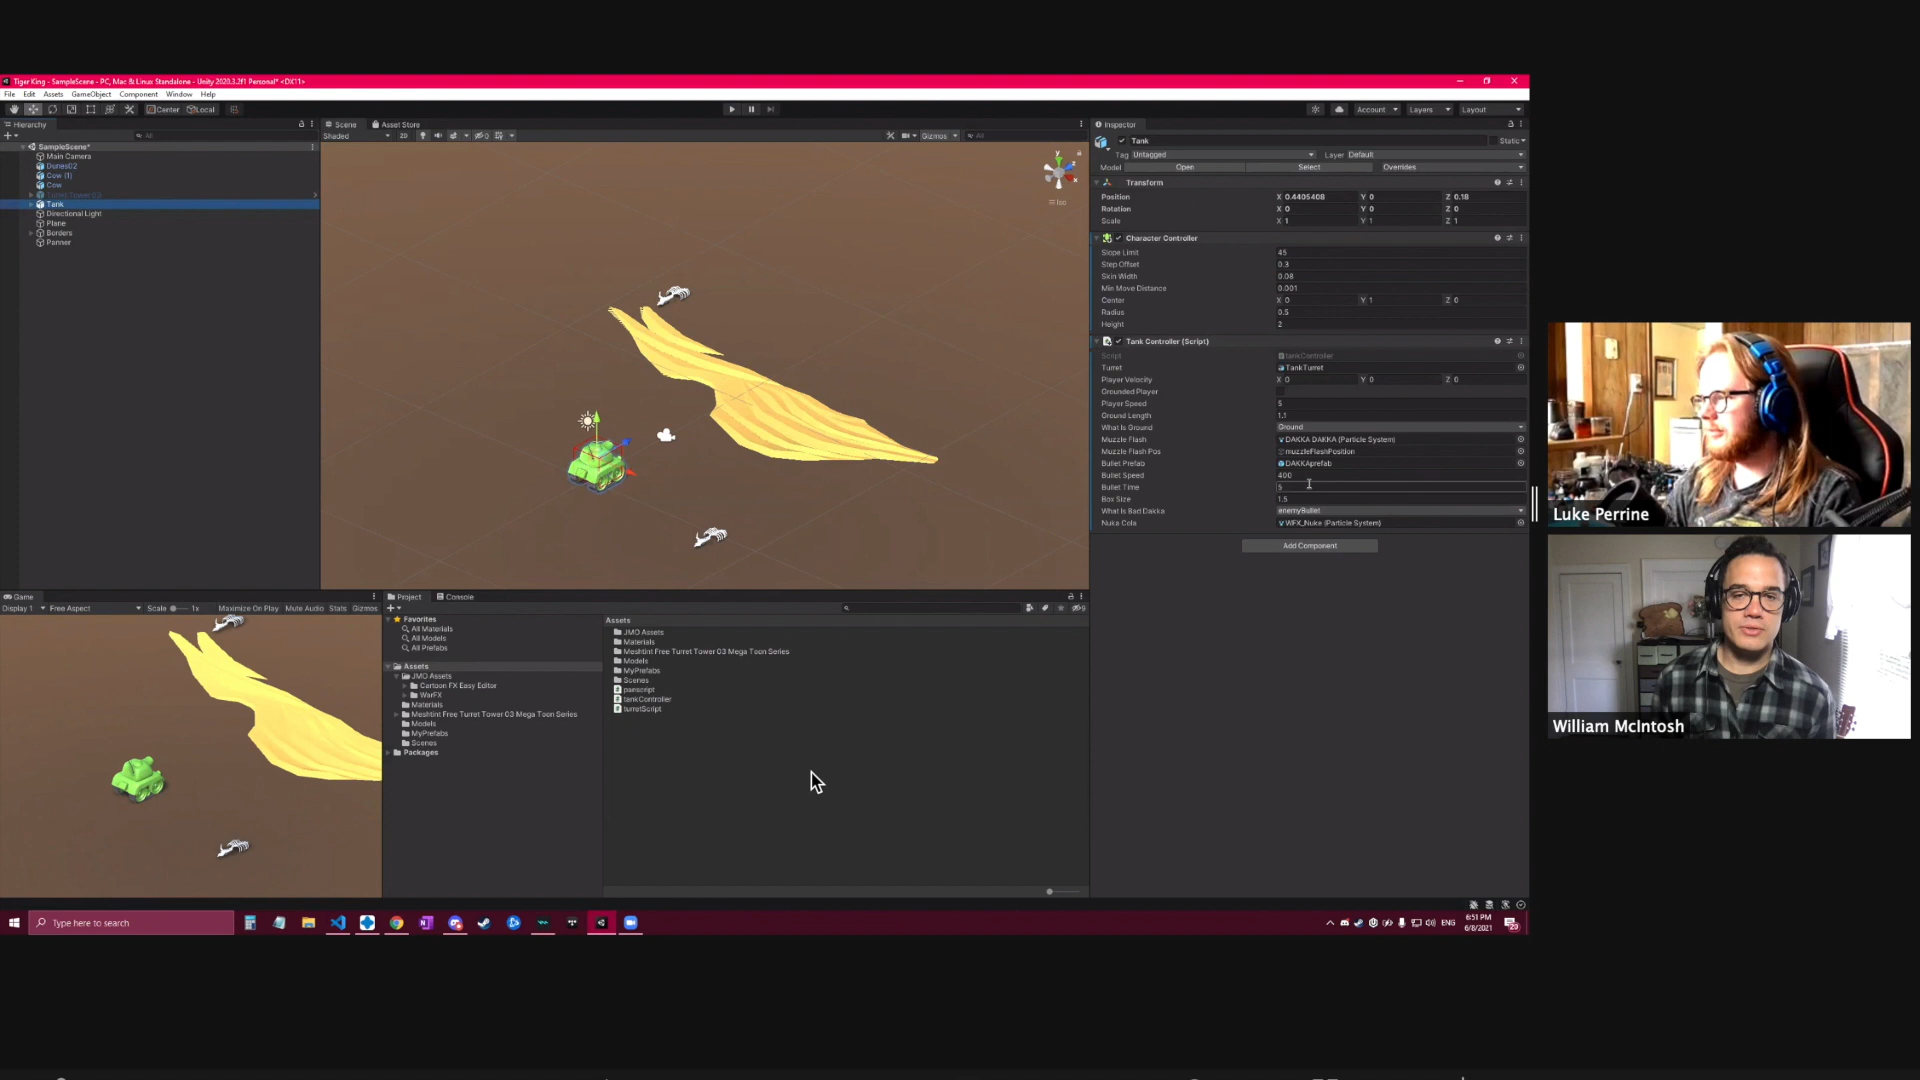 Tiger King - SampleScene - PC, Mac & Linux Standalone - Unity 2020.3.2f1 Personal* <DX11>
File Edit Assets GameObject Component Window Help
Center Local
Account Layers Layout
Hierarchy
All
SampleScene*
Main Camera
Dunes02
Cow (1)
Cow
Turret Tower 03
Tank
Directional Light
Plane
Borders
Panner
Scene Asset Store
Shaded 2D Gizmos All
y
z
x
Iso
Inspector
Tank Static
Tag Untagged Layer Default
Model Open Select Overrides
Transform
Position X 0.4405408 Y 0 Z 0.18
Rotation X 0 Y 0 Z 0
Scale X 1 Y 1 Z 1
Character Controller
Slope Limit 45
Step Offset 0.3
Skin Width 0.08
Min Move Distance 0.001
Center X 0 Y 1 Z 0
Radius 0.5
Height 2
Tank Controller (Script)
Script tankController
Turret TankTurret
Player Velocity X 0 Y 0 Z 0
Grounded Player
Player Speed 5
Ground Length 1.1
What Is Ground Ground
Muzzle Flash DAKKA DAKKA (Particle System)
Muzzle Flash Pos muzzleFlashPosition
Bullet Prefab DAKKAprefab
Bullet Speed 400
Bullet Time 5
Box Size 1.5
What Is Bad Dakka enemyBullet
Nuka Cola WFX_Nuke (Particle System)
Add Component
Game
Display 1 Free Aspect Scale 1x Maximize On Play Mute Audio Stats Gizmos
Project Console
Favorites
All Materials
All Models
All Prefabs
Assets
JMO Assets
Cartoon FX Easy Editor
WarFX
Materials
Meshtint Free Turret Tower 03 Mega Toon Series
Models
MyPrefabs
Scenes
Packages
Assets
JMO Assets
Materials
Meshtint Free Turret Tower 03 Mega Toon Series
Models
MyPrefabs
Scenes
panscript
tankController
turretScript
Type here to search
ENG
6:51 PM
6/8/2021
Luke Perrine
William McIntosh